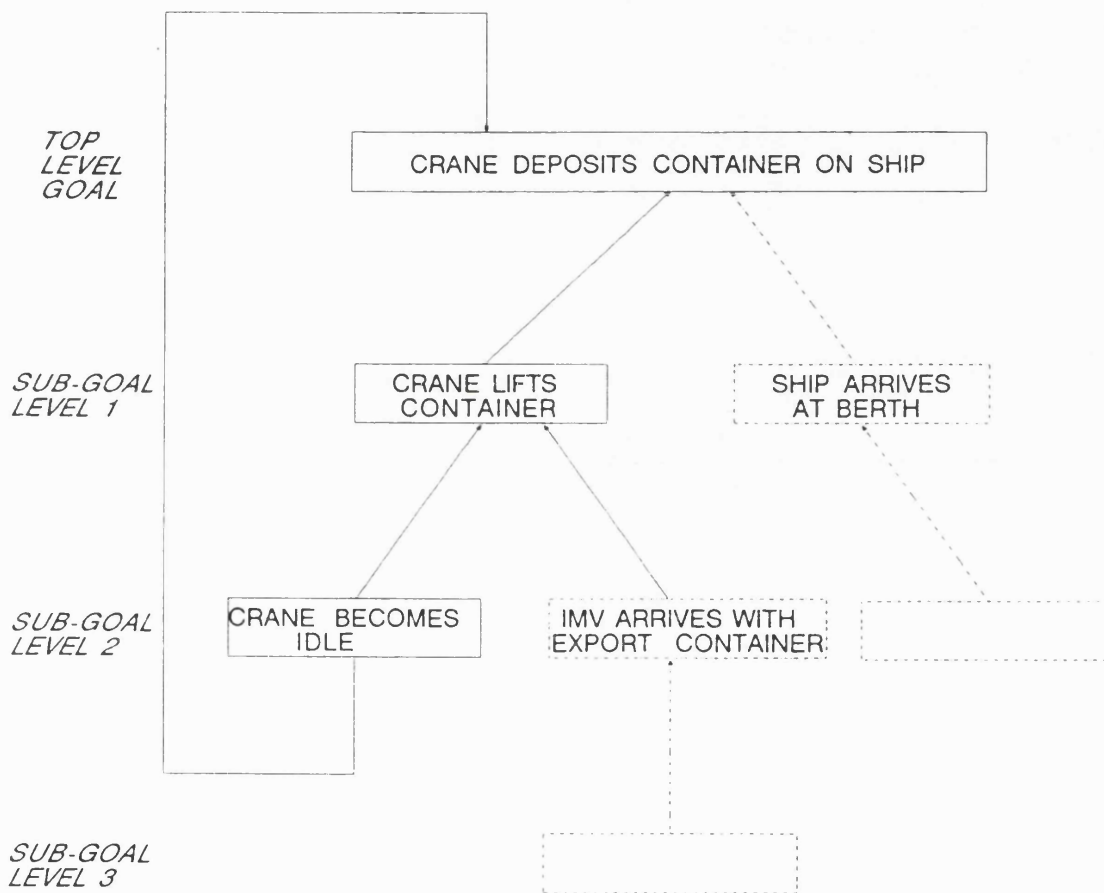 TOP
LEVEL
GOAL
CRANE DEPOSITS CONTAINER ON SHIP
SUB-GOAL
LEVEL 1
CRANE LIFTS
CONTAINER
SHIP ARRIVES
AT BERTH
SUB-GOAL
LEVEL 2
CRANE BECOMES
IDLE
IMV ARRIVES WITH
EXPORT CONTAINER
SUB-GOAL
LEVEL 3